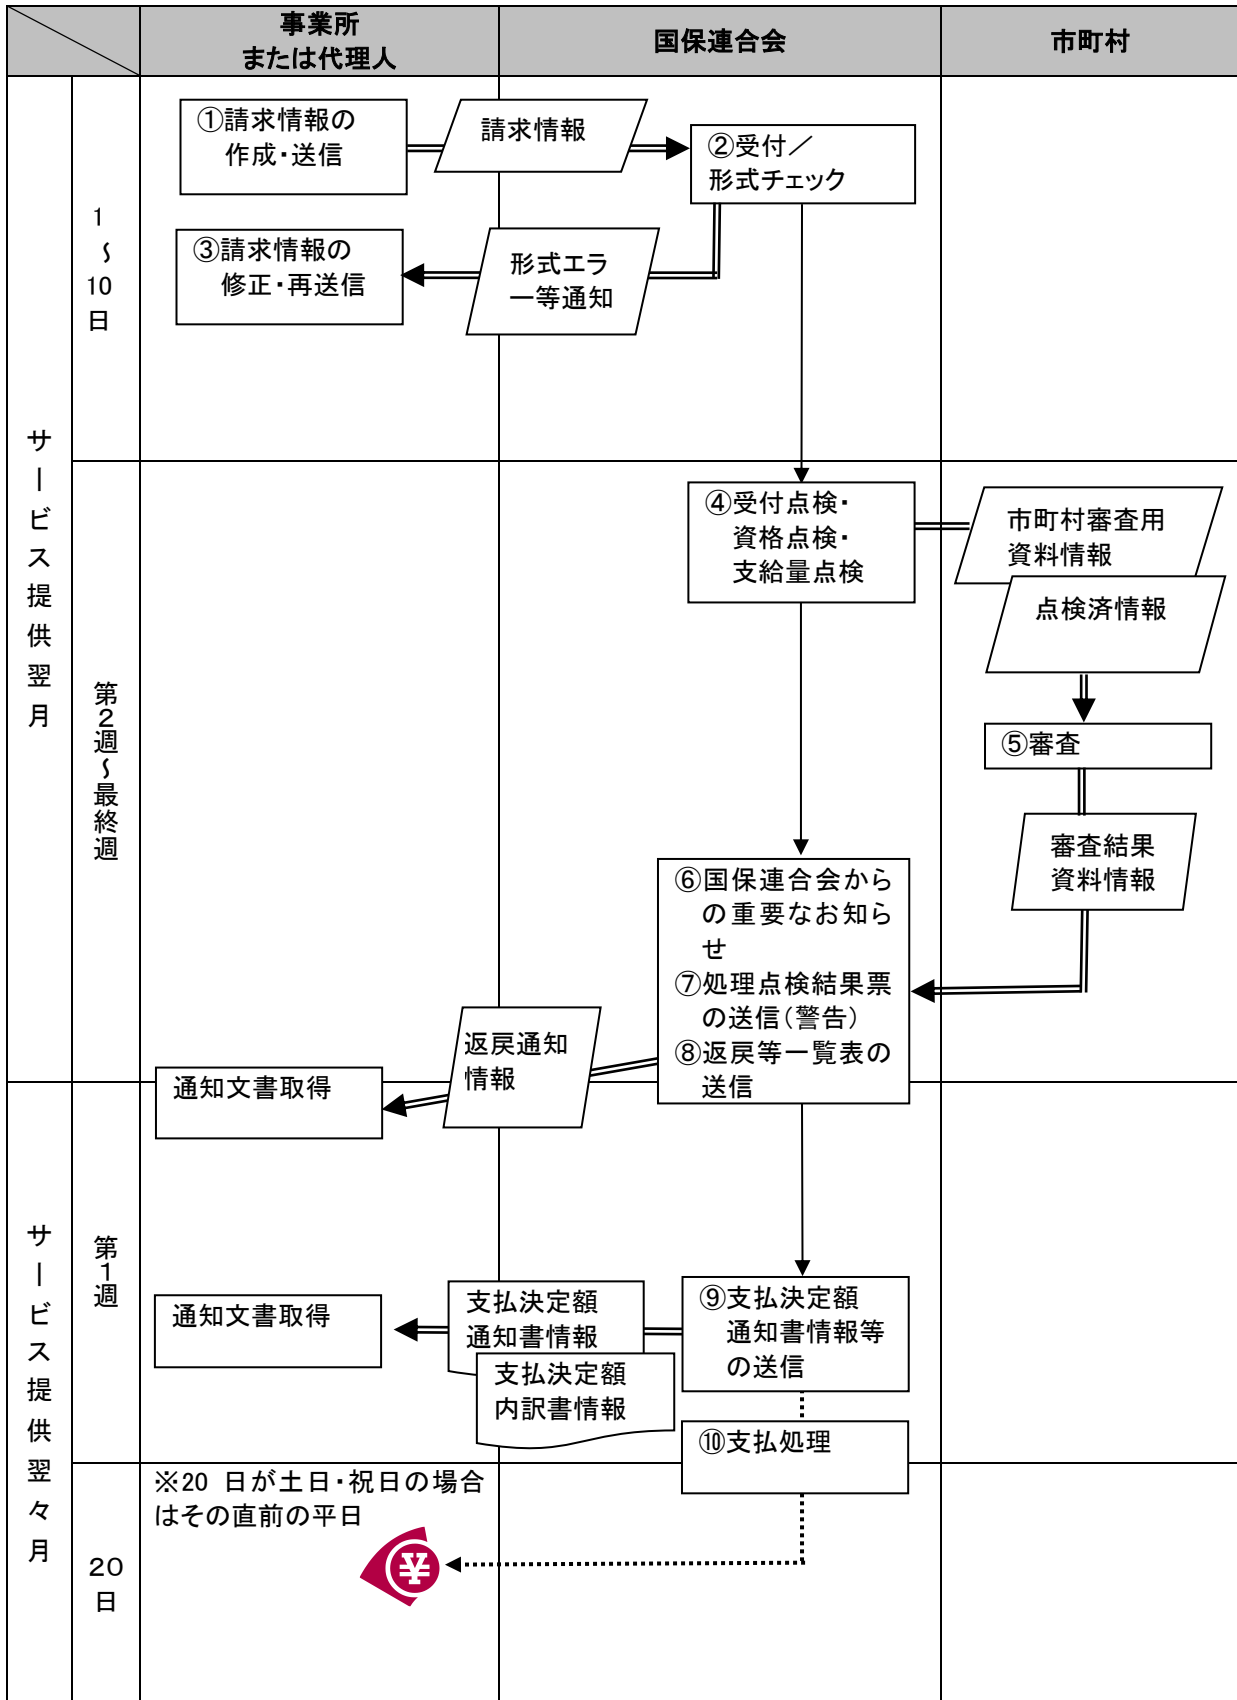 事業所
または代理人
国保連合会
市町村
サービス提供翌月
1
～
10
日
①請求情報の
作成・送信
請求情報
②受付／
形式チェック
③請求情報の
修正・再送信
形式エラ
ー等通知
第2週～最終週
④受付点検・
資格点検・
支給量点検
市町村審査用
資料情報
点検済情報
⑤審査
審査結果
資料情報
⑥国保連合会から
の重要なお知ら
せ
⑦処理点検結果票
の送信（警告）
⑧返戻等一覧表の
送信
返戻通知
情報
通知文書取得
サービス提供翌々月
第1週
⑨支払決定額
通知書情報等
の送信
支払決定額
通知書情報
支払決定額
内訳書情報
通知文書取得
⑩支払処理
20
日
※20 日が土日・祝日の場合
はその直前の平日
¥